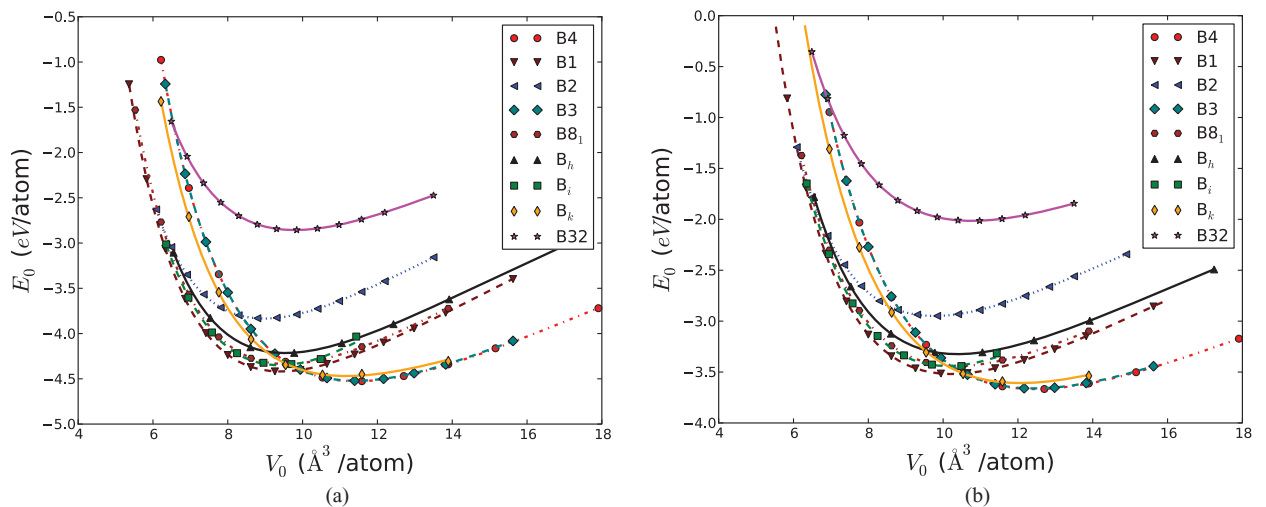 −0.5
−1.0
−1.5
−2.0
−2.5
−3.0
−3.5
−4.0
−4.5
−5.0
E₀ (eV/atom)
4
6
8
10
12
14
16
18
V₀ (Å³/atom)
B4
B1
B2
B3
B8₁
Bₕ
Bᵢ
Bₖ
B32
(a)
0.0
−0.5
−1.0
−1.5
−2.0
−2.5
−3.0
−3.5
−4.0
E₀ (eV/atom)
4
6
8
10
12
14
16
18
V₀ (Å³/atom)
B4
B1
B2
B3
B8₁
Bₕ
Bᵢ
Bₖ
B32
(b)